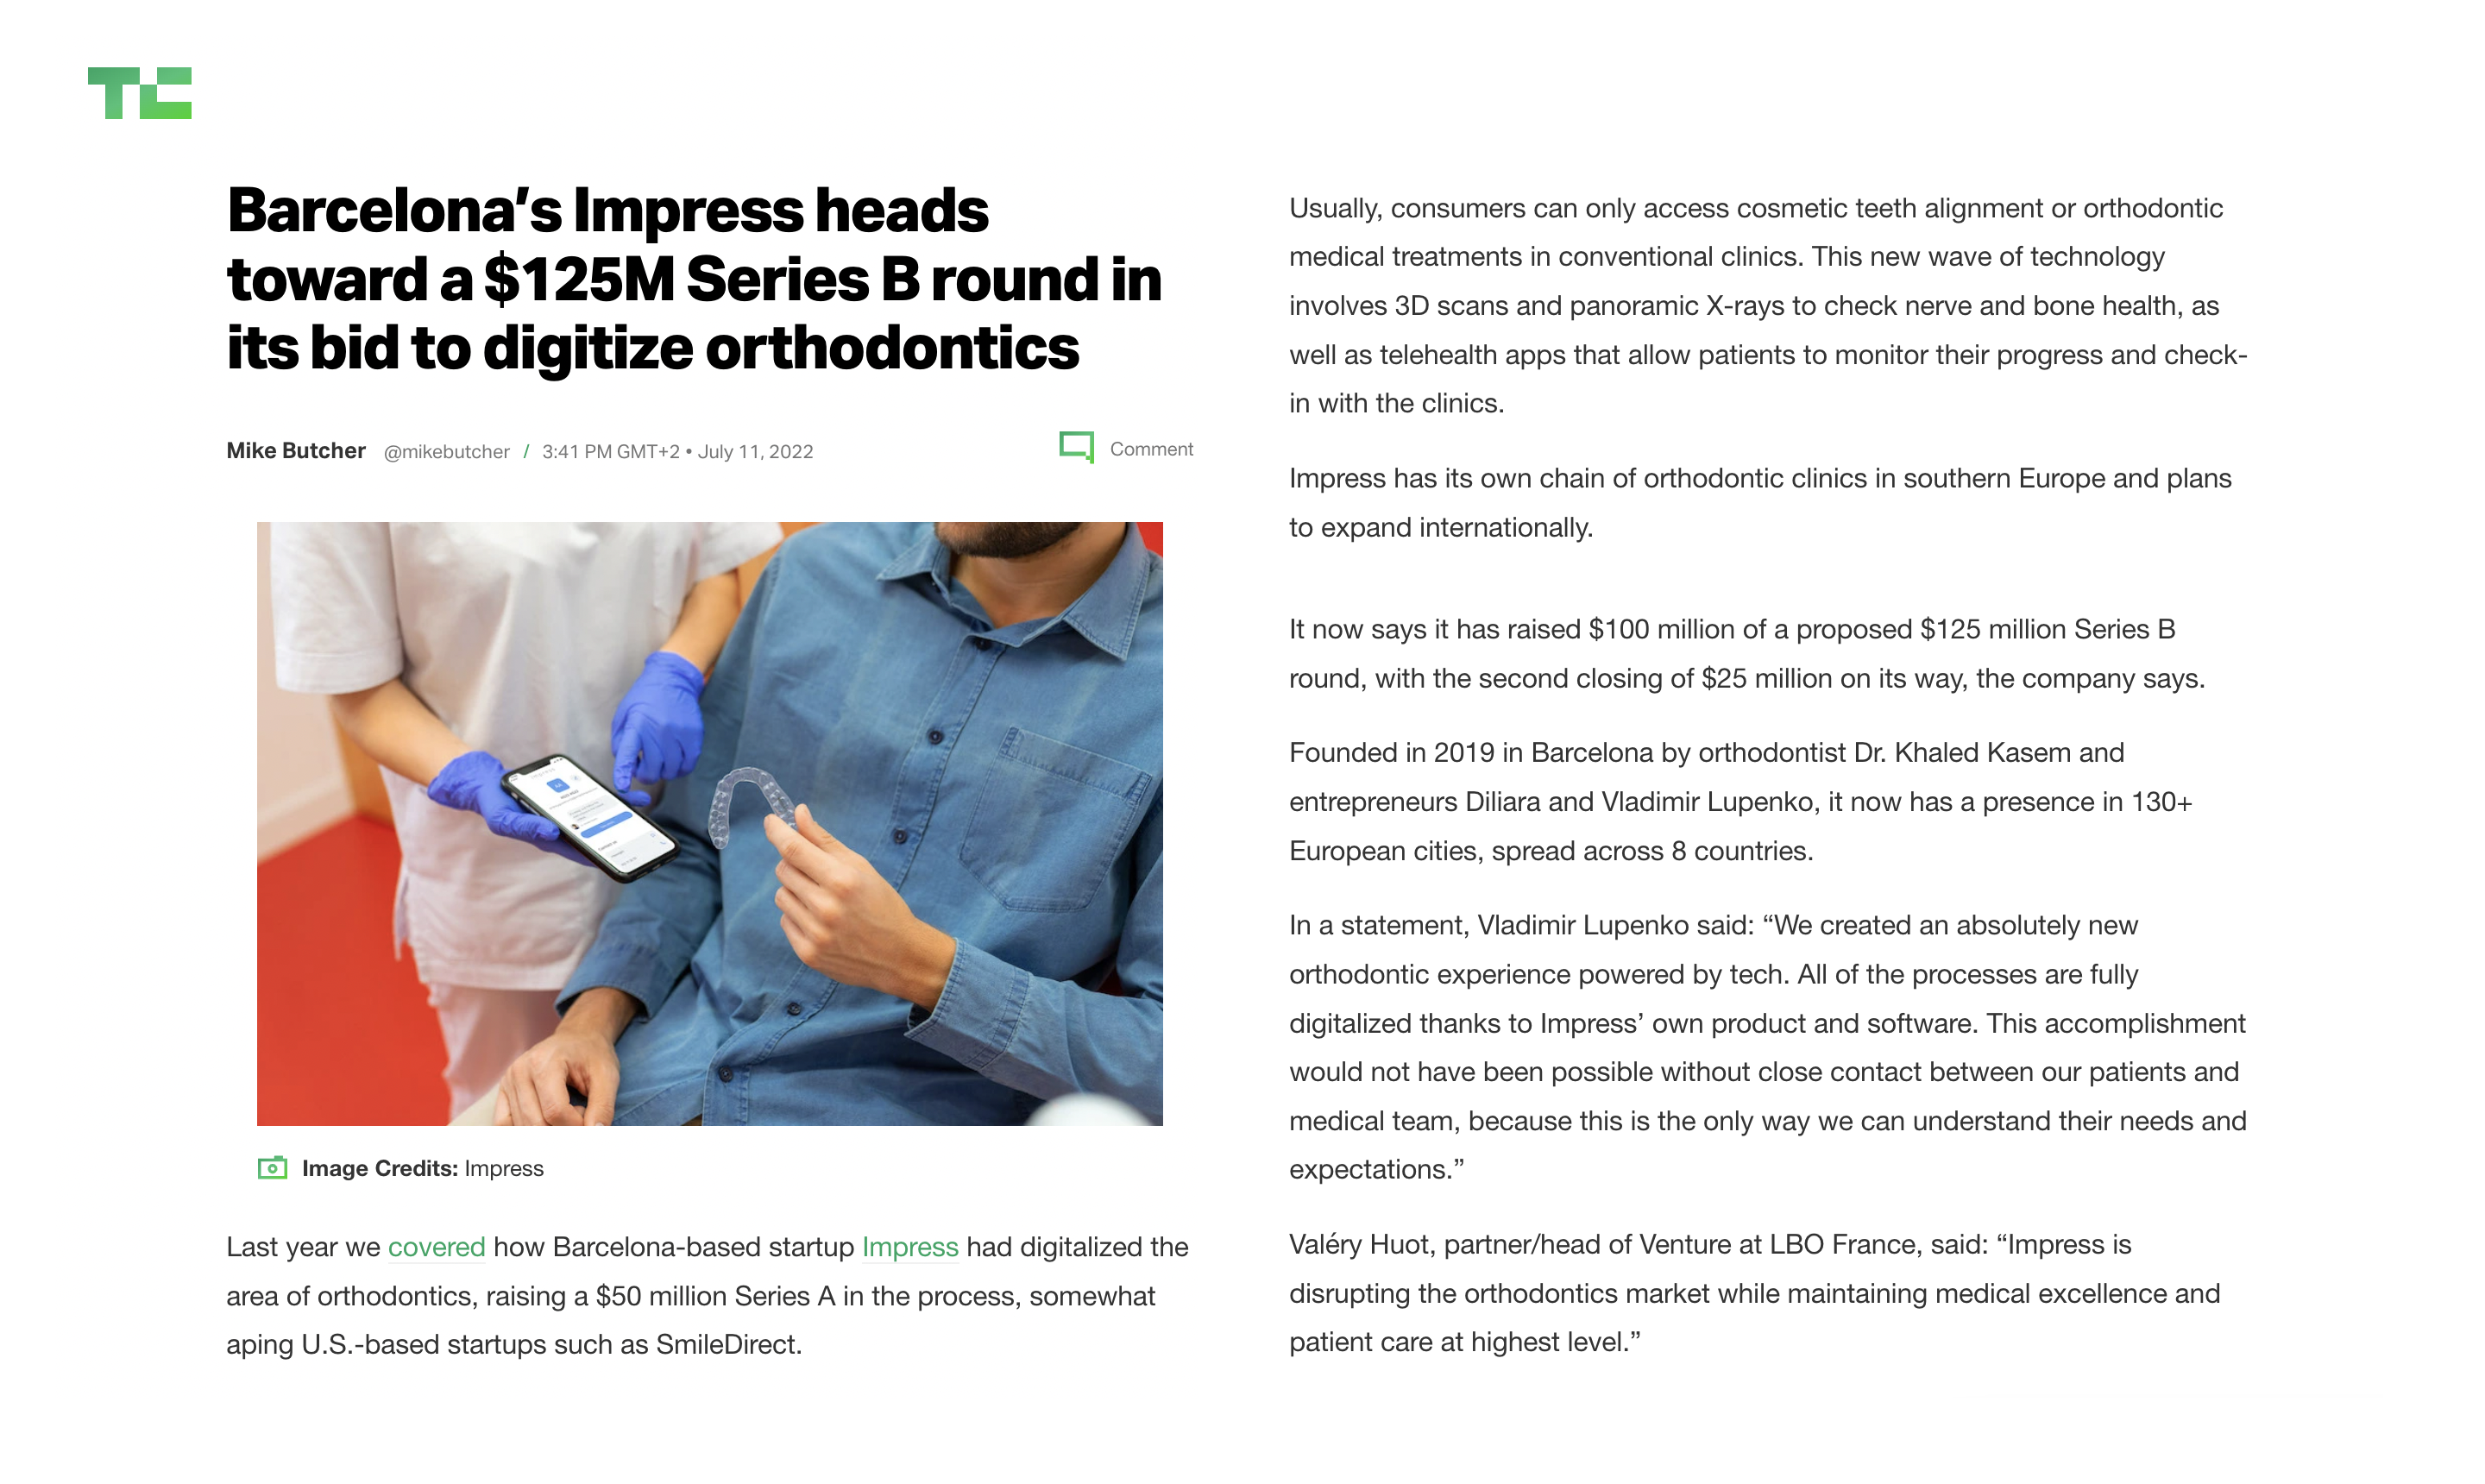 TC
Barcelona’s Impress heads
toward a $125M Series B round in
its bid to digitize orthodontics
Mike Butcher @mikebutcher / 3:41 PM GMT+2 • July 11, 2022
Comment
Image Credits: Impress
Last year we covered how Barcelona-based startup Impress had digitalized the
area of orthodontics, raising a $50 million Series A in the process, somewhat
aping U.S.-based startups such as SmileDirect.
Usually, consumers can only access cosmetic teeth alignment or orthodontic
medical treatments in conventional clinics. This new wave of technology
involves 3D scans and panoramic X-rays to check nerve and bone health, as
well as telehealth apps that allow patients to monitor their progress and check-
in with the clinics.
Impress has its own chain of orthodontic clinics in southern Europe and plans
to expand internationally.
It now says it has raised $100 million of a proposed $125 million Series B
round, with the second closing of $25 million on its way, the company says.
Founded in 2019 in Barcelona by orthodontist Dr. Khaled Kasem and
entrepreneurs Diliara and Vladimir Lupenko, it now has a presence in 130+
European cities, spread across 8 countries.
In a statement, Vladimir Lupenko said: “We created an absolutely new
orthodontic experience powered by tech. All of the processes are fully
digitalized thanks to Impress’ own product and software. This accomplishment
would not have been possible without close contact between our patients and
medical team, because this is the only way we can understand their needs and
expectations.”
Valéry Huot, partner/head of Venture at LBO France, said: “Impress is
disrupting the orthodontics market while maintaining medical excellence and
patient care at highest level.”